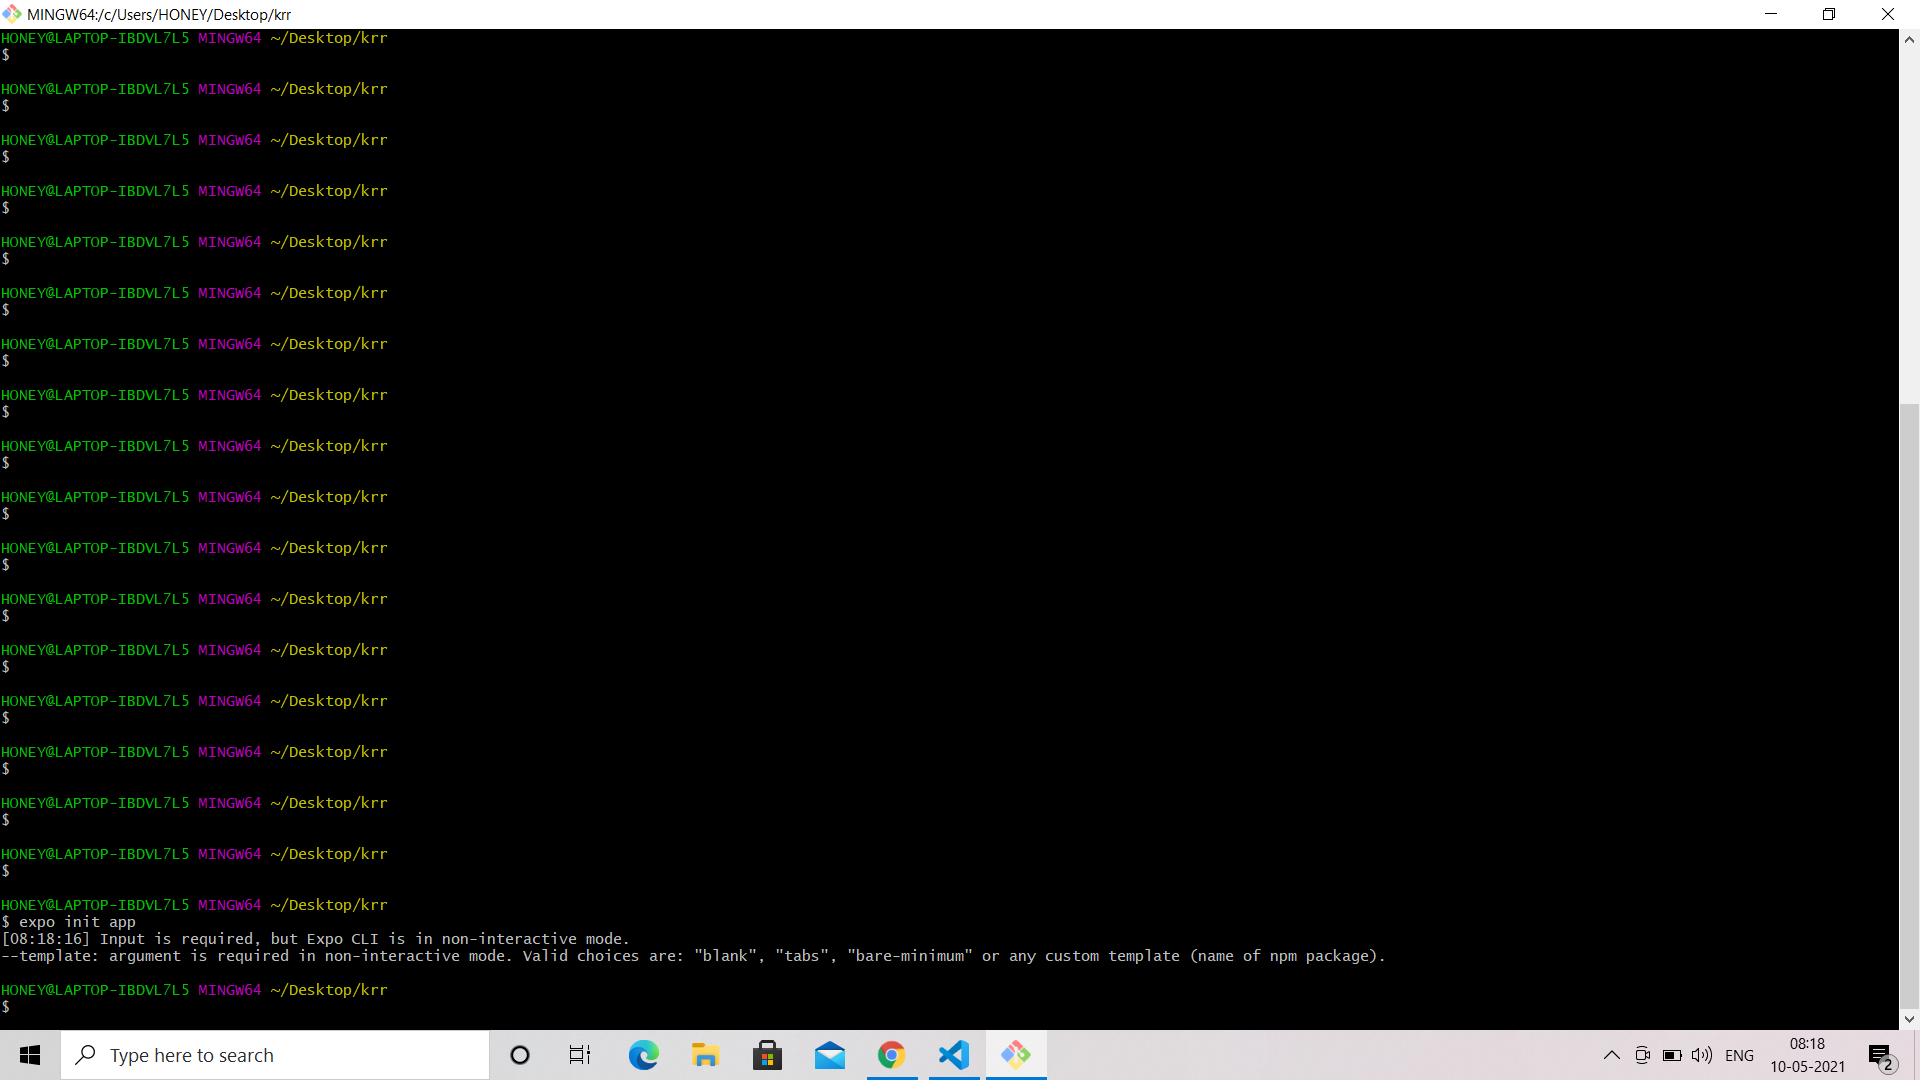 MINGW64:/c/Users/HONEY/Desktop/krr
HONEY@LAPTOP-IBDVL7L5 MINGW64 ~/Desktop/krr
$
HONEY@LAPTOP-IBDVL7L5 MINGW64 ~/Desktop/krr
$
HONEY@LAPTOP-IBDVL7L5 MINGW64 ~/Desktop/krr
$
HONEY@LAPTOP-IBDVL7L5 MINGW64 ~/Desktop/krr
$
HONEY@LAPTOP-IBDVL7L5 MINGW64 ~/Desktop/krr
$
HONEY@LAPTOP-IBDVL7L5 MINGW64 ~/Desktop/krr
$
HONEY@LAPTOP-IBDVL7L5 MINGW64 ~/Desktop/krr
$
HONEY@LAPTOP-IBDVL7L5 MINGW64 ~/Desktop/krr
$
HONEY@LAPTOP-IBDVL7L5 MINGW64 ~/Desktop/krr
$
HONEY@LAPTOP-IBDVL7L5 MINGW64 ~/Desktop/krr
$
HONEY@LAPTOP-IBDVL7L5 MINGW64 ~/Desktop/krr
$
HONEY@LAPTOP-IBDVL7L5 MINGW64 ~/Desktop/krr
$
HONEY@LAPTOP-IBDVL7L5 MINGW64 ~/Desktop/krr
$
HONEY@LAPTOP-IBDVL7L5 MINGW64 ~/Desktop/krr
$
HONEY@LAPTOP-IBDVL7L5 MINGW64 ~/Desktop/krr
$
HONEY@LAPTOP-IBDVL7L5 MINGW64 ~/Desktop/krr
$
HONEY@LAPTOP-IBDVL7L5 MINGW64 ~/Desktop/krr
$
HONEY@LAPTOP-IBDVL7L5 MINGW64 ~/Desktop/krr
$ expo init app
[08:18:16] Input is required, but Expo CLI is in non-interactive mode.
--template: argument is required in non-interactive mode. Valid choices are: "blank", "tabs", "bare-minimum" or any custom template (name of npm package).
HONEY@LAPTOP-IBDVL7L5 MINGW64 ~/Desktop/krr
$
Type here to search
ENG
08:18
10-05-2021
2